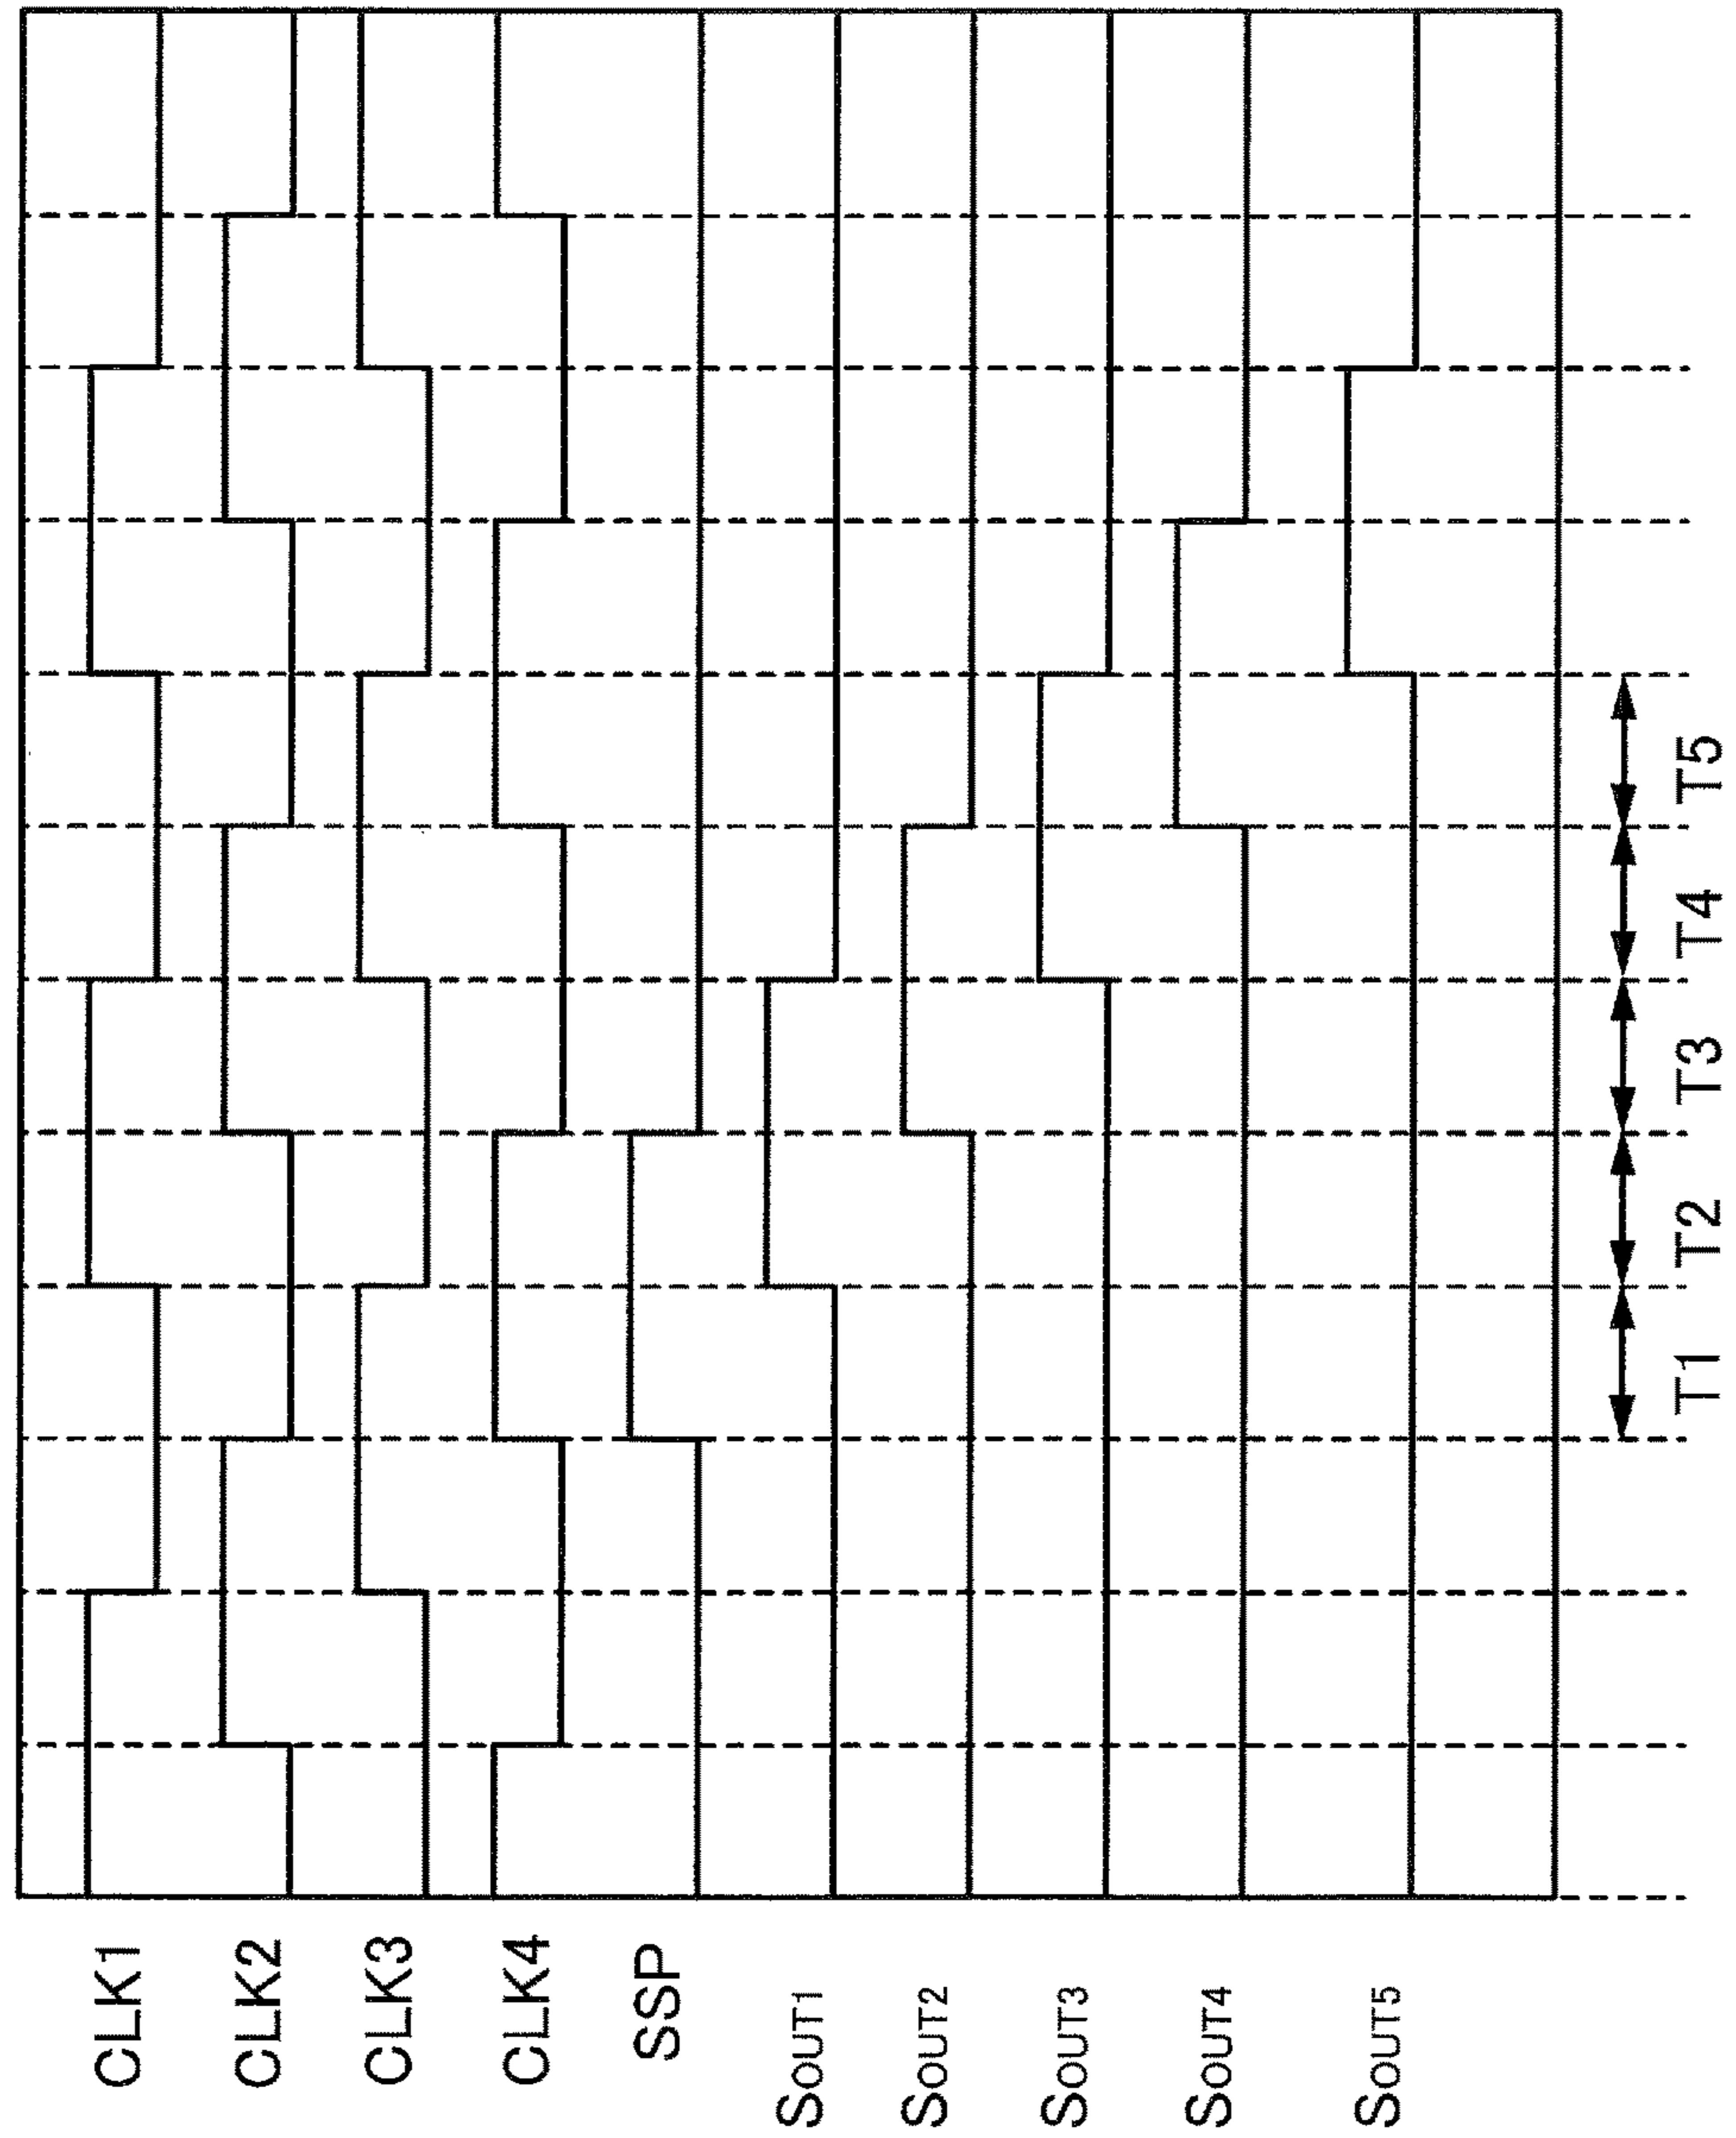 CLK1
CLK2
CLK3
CLK4
SSP
SOUT1
SOUT2
SOUT3
SOUT4
SOUT5
T1 T2 T3 T4 T5